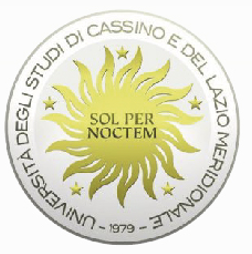 UNIVERSITÀ DEGLI STUDI DI CASSINO E DEL LAZIO MERIDIONALE
SOL PER
NOCTEM
- 1979 -